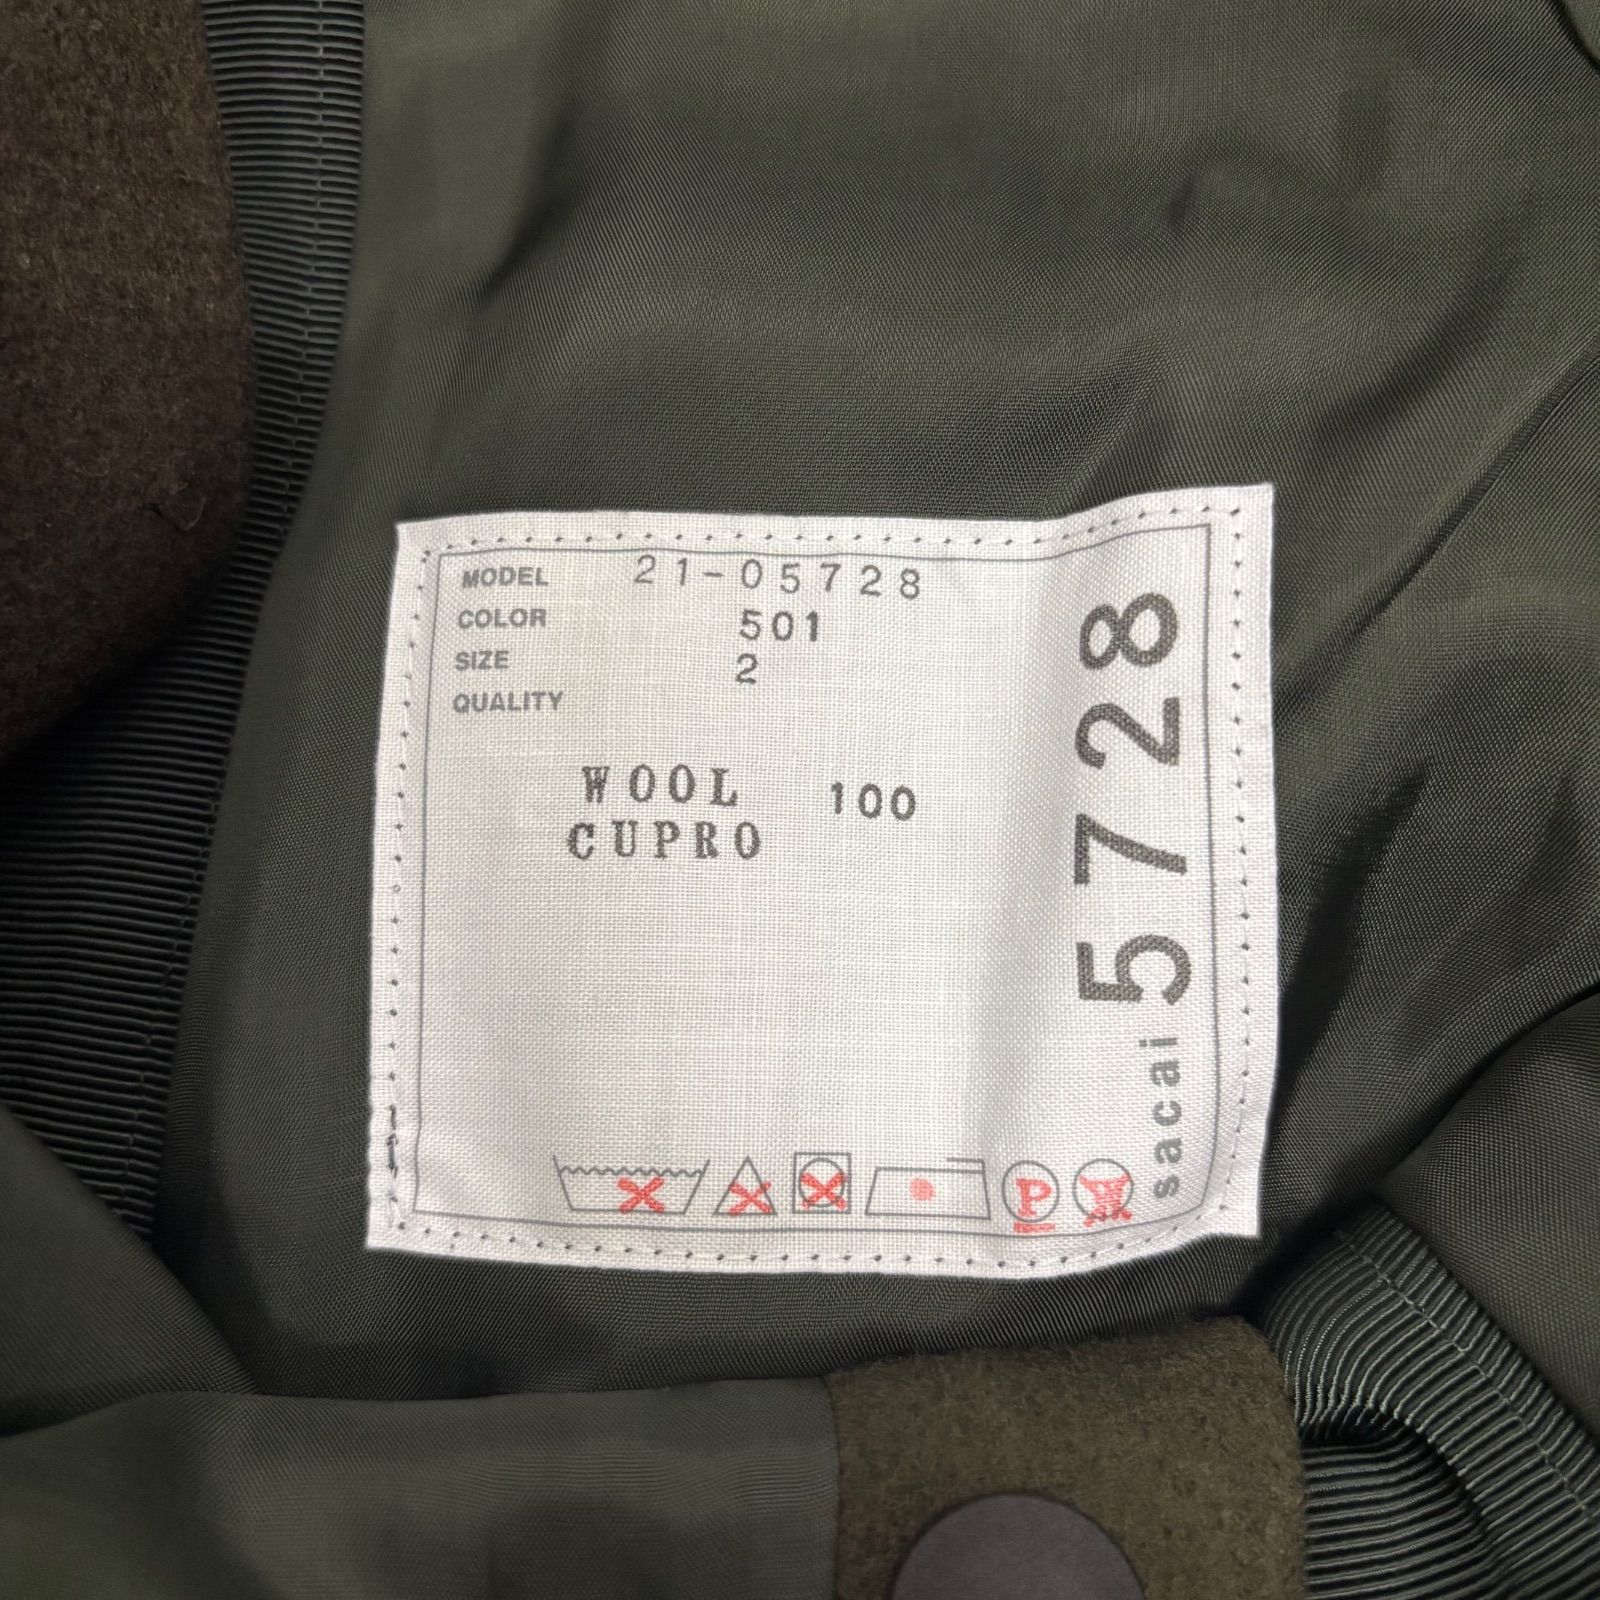 MODEL 21-05728
COLOR 501
SIZE 2
QUALITY
WOOL 100
CUPRO
sacai 5728
P
W